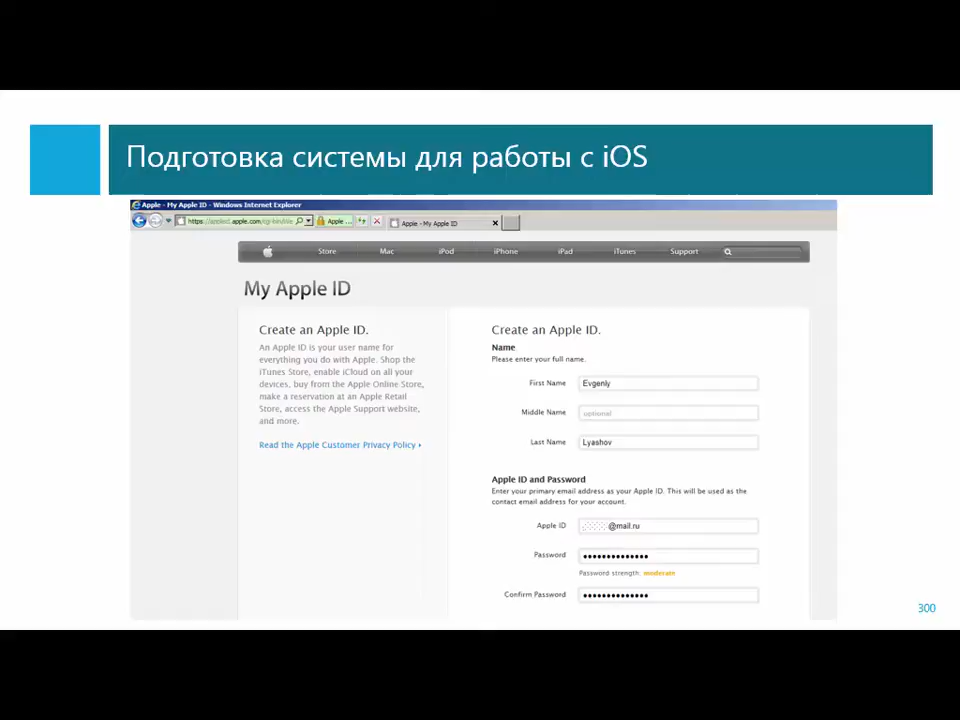 Подготовка системы для работы с iOS
Apple - My Apple ID - Windows Internet Explorer
Apple ...
Apple - My Apple ID
Store Mac iPod iPhone iPad iTunes Support
My Apple ID
Create an Apple ID.
An Apple ID is your user name for
everything you do with Apple. Shop the
iTunes Store, enable iCloud on all your
devices, buy from the Apple Online Store,
make a reservation at an Apple Retail
Store, access the Apple Support website,
and more.
Read the Apple Customer Privacy Policy
Create an Apple ID.
Name
Please enter your full name.
First Name Evgeniy
Middle Name optional
Last Name Lyashov
Apple ID and Password
Enter your primary email address as your Apple ID. This will be used as the
contact email address for your account.
Apple ID @mail.ru
Password ••••••••••••••
Password strength: moderate
Confirm Password ••••••••••••••
300